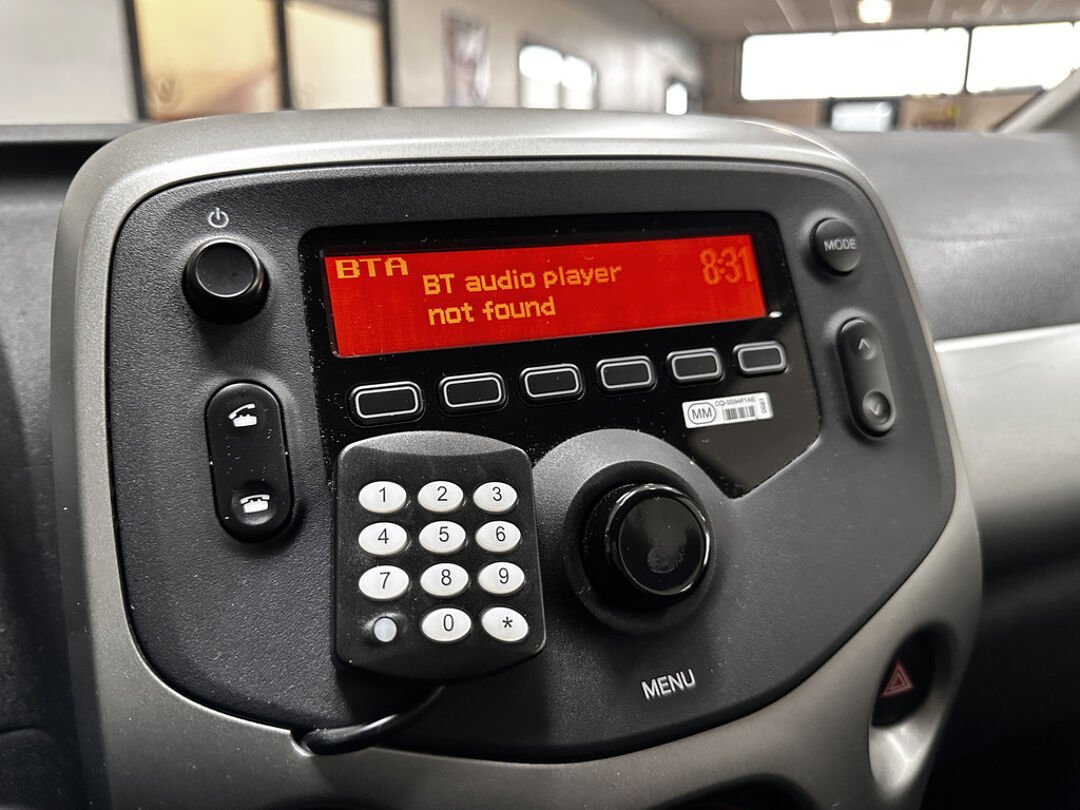 BTA
BT audio player
not found
8:31
MODE
MM
1 2 3
4 5 6
7 8 9
0 *
MENU